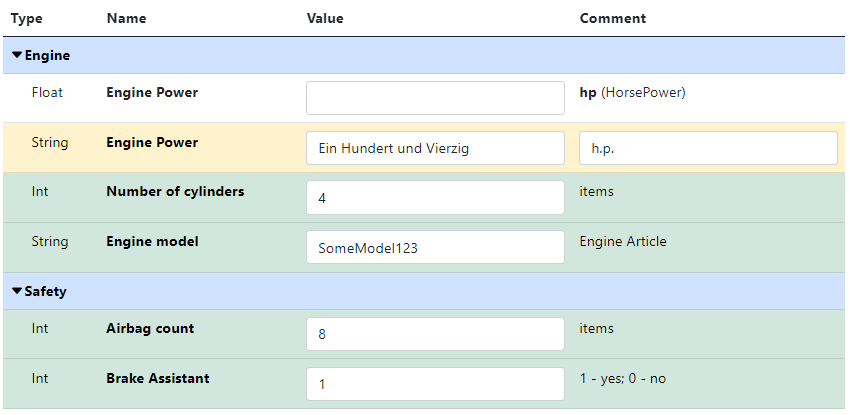 Type Name Value Comment
Engine
Float Engine Power hp (HorsePower)
String Engine Power Ein Hundert und Vierzig h.p.
Int Number of cylinders 4 items
String Engine model SomeModel123 Engine Article
Safety
Int Airbag count 8 items
Int Brake Assistant 1 1 - yes; 0 - no